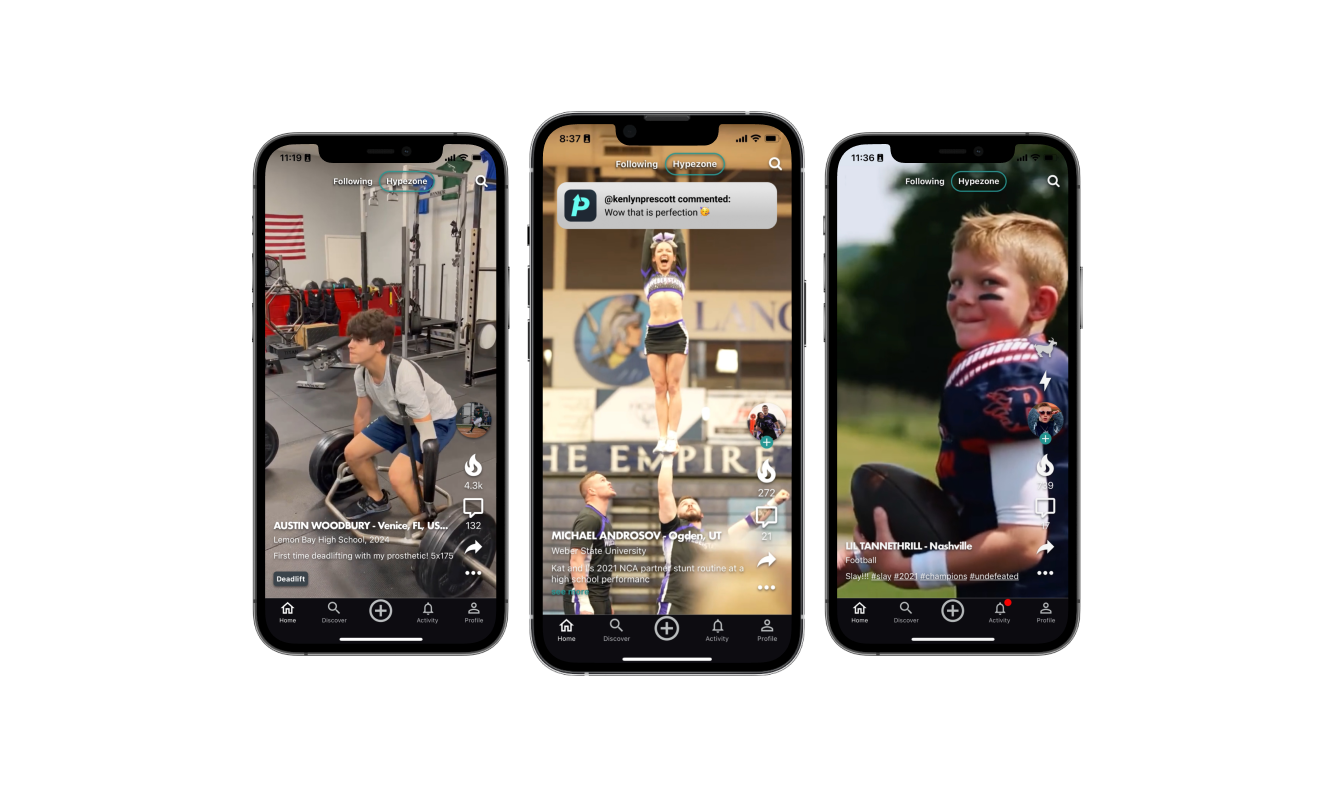 11:19
Following Hypezone
4.3k
132
AUSTIN WOODBURY - Venice, FL, US...
Lemon Bay High School, 2024
First time deadlifting with my prosthetic! 5x175
Deadlift
Home Discover Activity Profile
8:37
Following Hypezone
@kenlynprescott commented:
Wow that is perfection 🥰
LANC
HE EMPIRE
272
21
MICHAEL ANDROSOV - Ogden, UT
Weber State University
Kat and I's 2021 NCA partner stunt routine at a
high school performanc
Home Discover Activity Profile
11:36
Following Hypezone
LIL TANNETHRILL - Nashville
Football
Slay!!! #slay #2021 #champions #undefeated
Home Discover Activity Profile